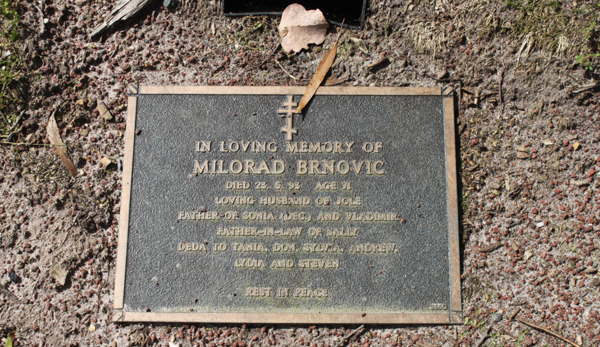 IN LOVING MEMORY OF
MILORAD BRNOVIC
DIED 23. 5. 93 AGE 71
LOVING HUSBAND OF JOLE
FATHER OF SONIA (DEC.) AND VLADIMIR
FATHER-IN-LAW OF SALLY
DEDA TO TANIA, DON, SYLVIA, ANDREW,
LYDIA AND STEVEN
REST IN PEACE